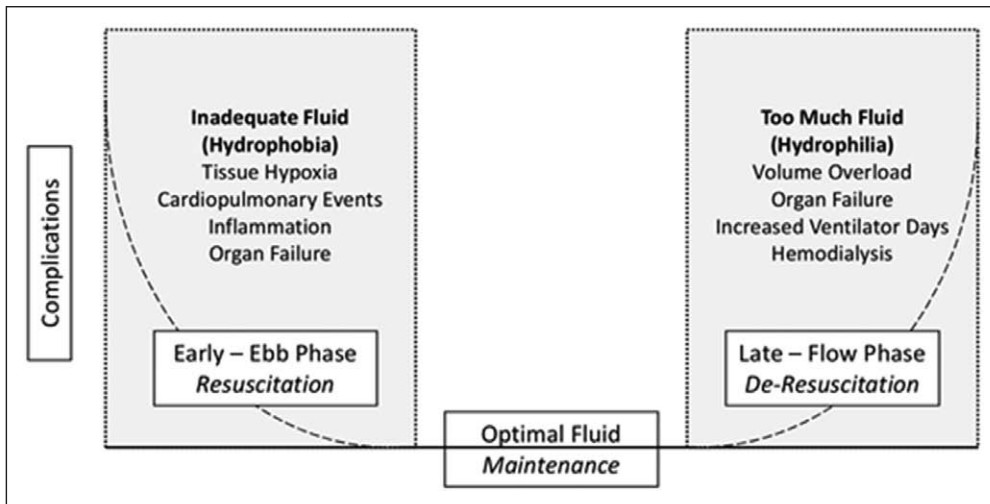 Complications
Inadequate Fluid
(Hydrophobia)
Tissue Hypoxia
Cardiopulmonary Events
Inflammation
Organ Failure
Early – Ebb Phase
Resuscitation
Optimal Fluid
Maintenance
Too Much Fluid
(Hydrophilia)
Volume Overload
Organ Failure
Increased Ventilator Days
Hemodialysis
Late – Flow Phase
De-Resuscitation